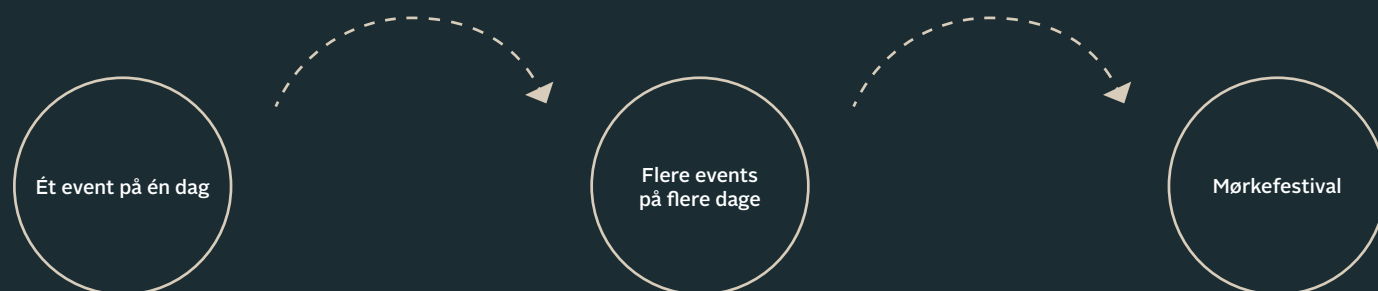 Ét event på én dag
Flere events
på flere dage
Mørkefestival